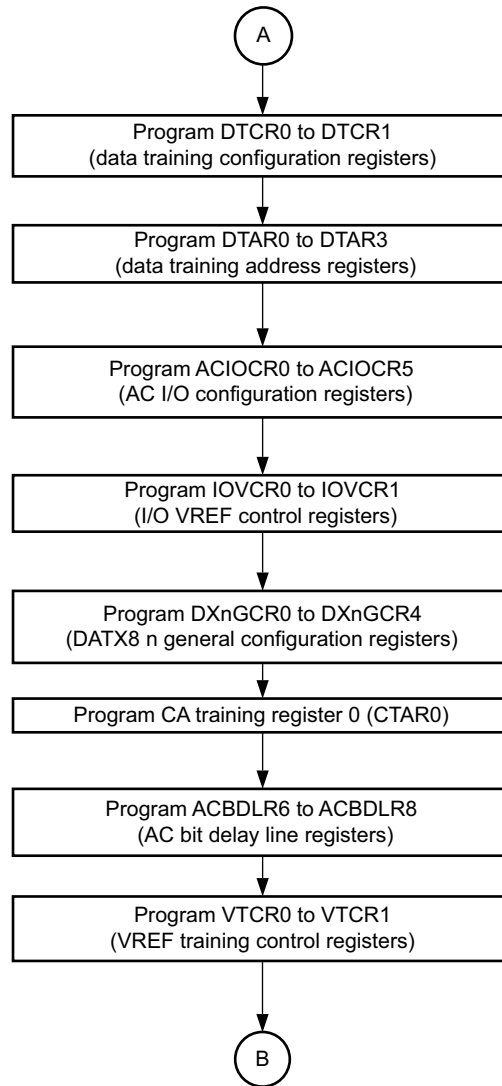 A
Program DTCR0 to DTCR1
(data training configuration registers)
Program DTAR0 to DTAR3
(data training address registers)
Program ACIOCR0 to ACIOCR5
(AC I/O configuration registers)
Program IOVCR0 to IOVCR1
(I/O VREF control registers)
Program DXnGCR0 to DXnGCR4
(DATX8 n general configuration registers)
Program CA training register 0 (CTAR0)
Program ACBDLR6 to ACBDLR8
(AC bit delay line registers)
Program VTCR0 to VTCR1
(VREF training control registers)
B